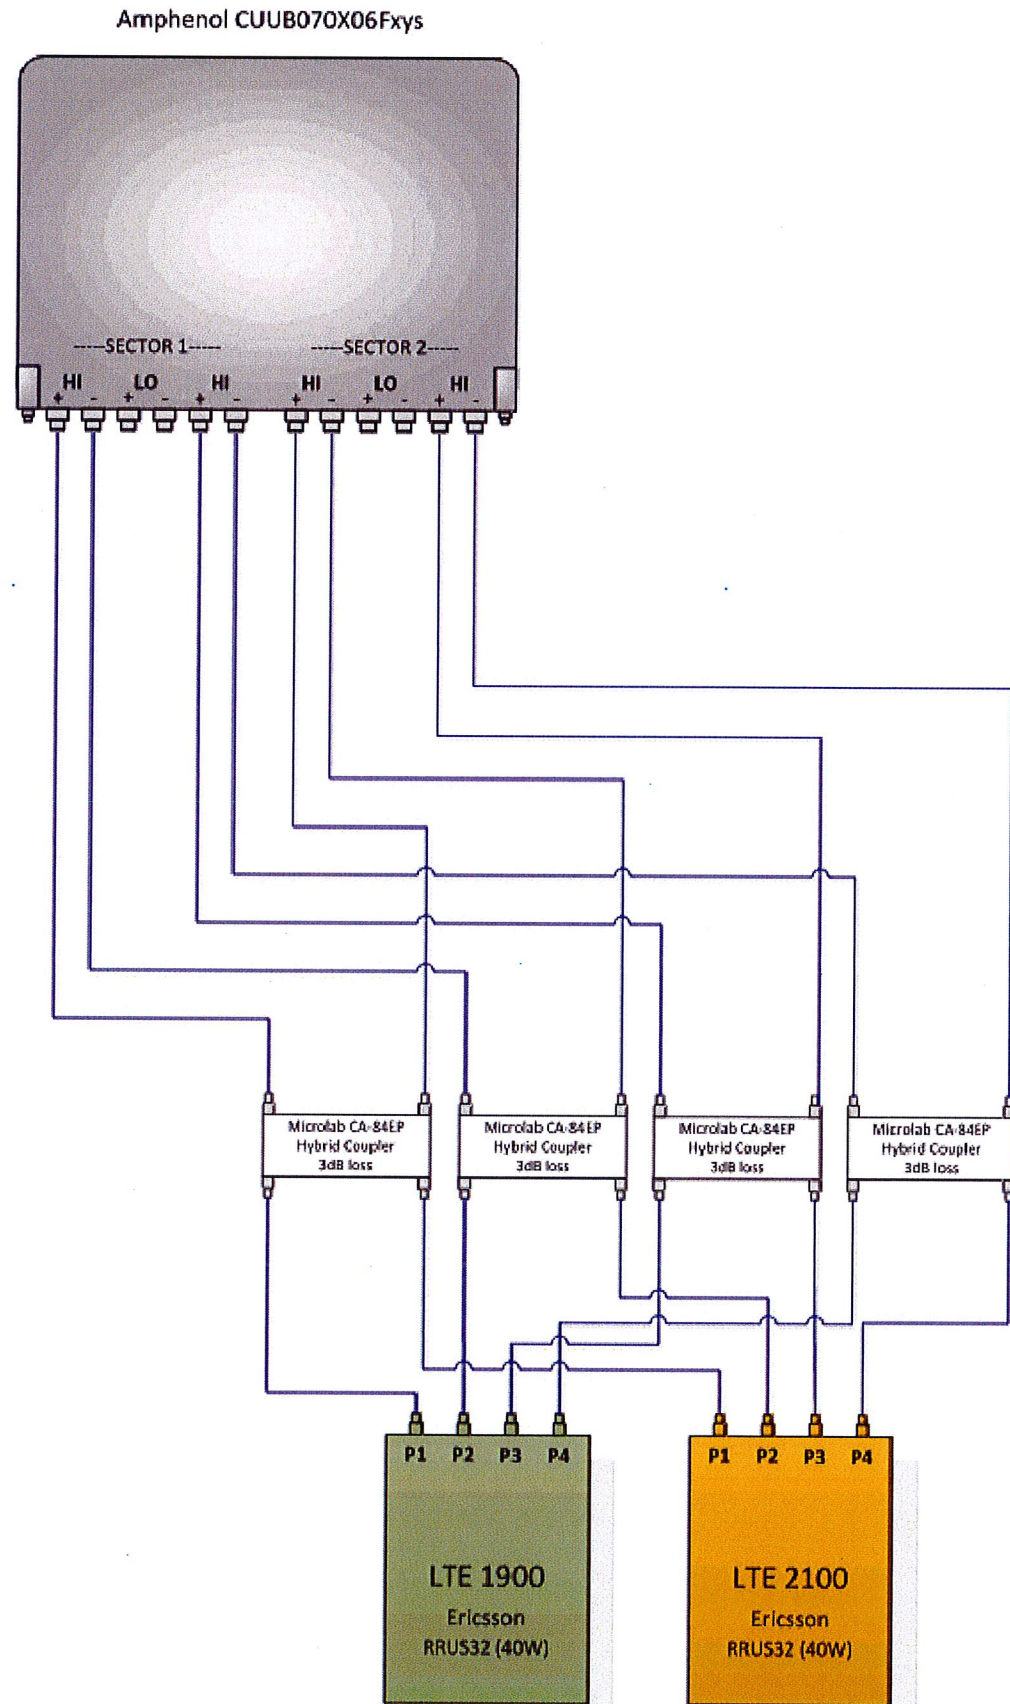 Amphenol CUUB070X06Fxys
-----SECTOR 1----- -----SECTOR 2-----
HI LO HI HI LO HI
+ - + - + - + - + - + -
Microlab CA-84EP
Hybrid Coupler
3dB loss
Microlab CA-84EP
Hybrid Coupler
3dB loss
Microlab CA-84EP
Hybrid Coupler
3dB loss
Microlab CA-84EP
Hybrid Coupler
3dB loss
P1 P2 P3 P4
LTE 1900
Ericsson
RRUS32 (40W)
P1 P2 P3 P4
LTE 2100
Ericsson
RRUS32 (40W)